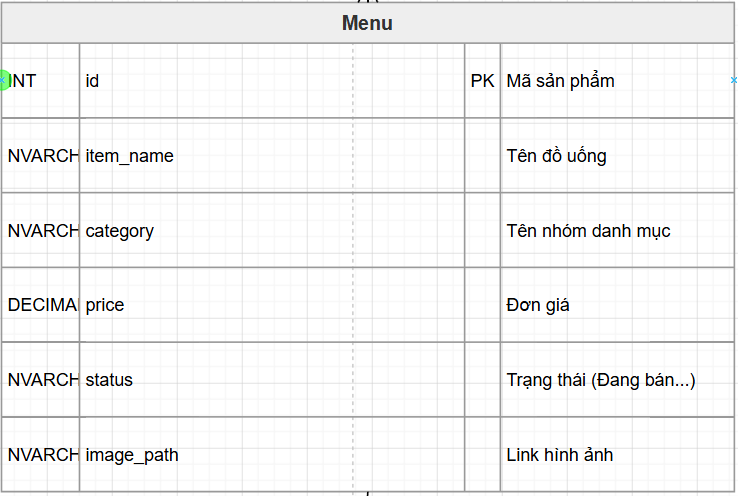 Menu
INT id PK Mã sản phẩm
NVARCH item_name Tên đồ uống
NVARCH category Tên nhóm danh mục
DECIMA price Đơn giá
NVARCH status Trạng thái (Đang bán...)
NVARCH image_path Link hình ảnh